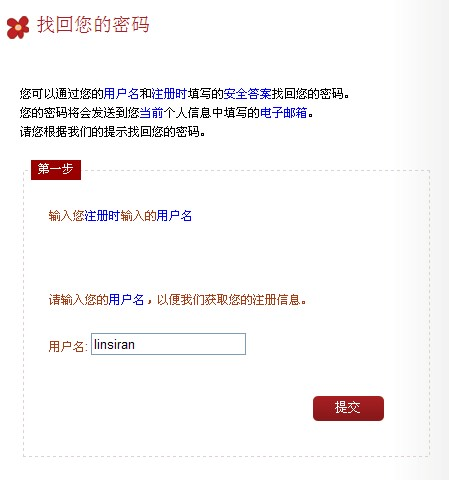 找回您的密码
您可以通过您的用户名和注册时填写的安全答案找回您的密码。
您的密码将会发送到您当前个人信息中填写的电子邮箱。
请您根据我们的提示找回您的密码。
第一步
输入您注册时输入的用户名
请输入您的用户名，以便我们获取您的注册信息。
用户名: linsiran
提交